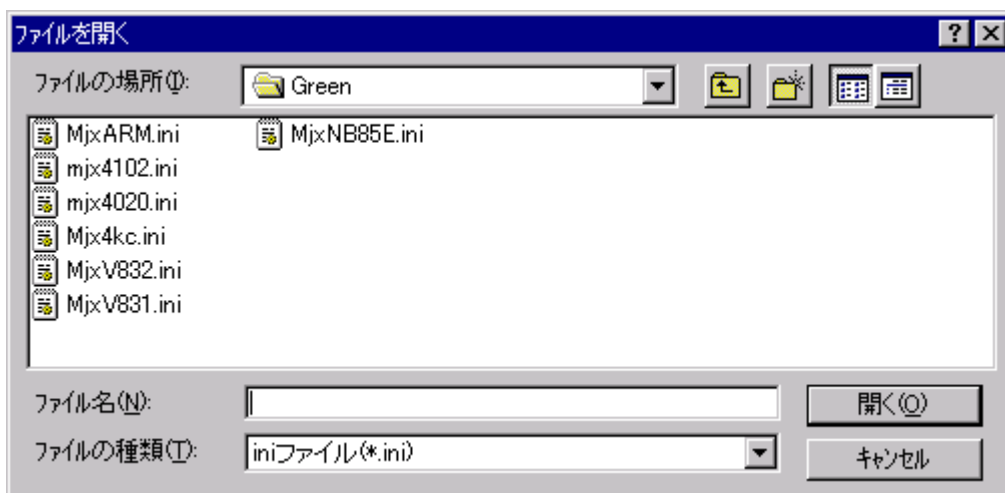 ファイルを開く
ファイルの場所(I): Green
MjxARM.ini MjxNB85E.ini
mjx4102.ini
mjx4020.ini
Mjx4kc.ini
MjxV832.ini
MjxV831.ini
ファイル名(N): 開く(O)
ファイルの種類(T): iniファイル(*.ini) キャンセル